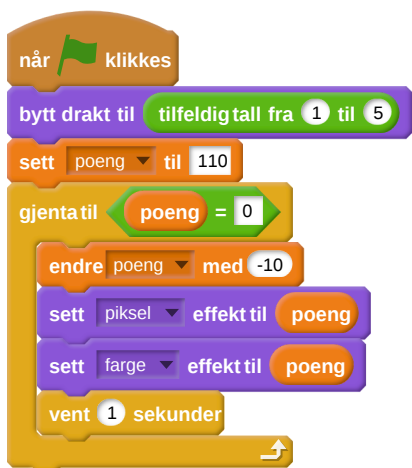 når klikkes
bytt drakt til tilfeldig tall fra 1 til 5
sett poeng til 110
gjenta til poeng = 0
endre poeng med -10
sett piksel effekt til poeng
sett farge effekt til poeng
vent 1 sekunder